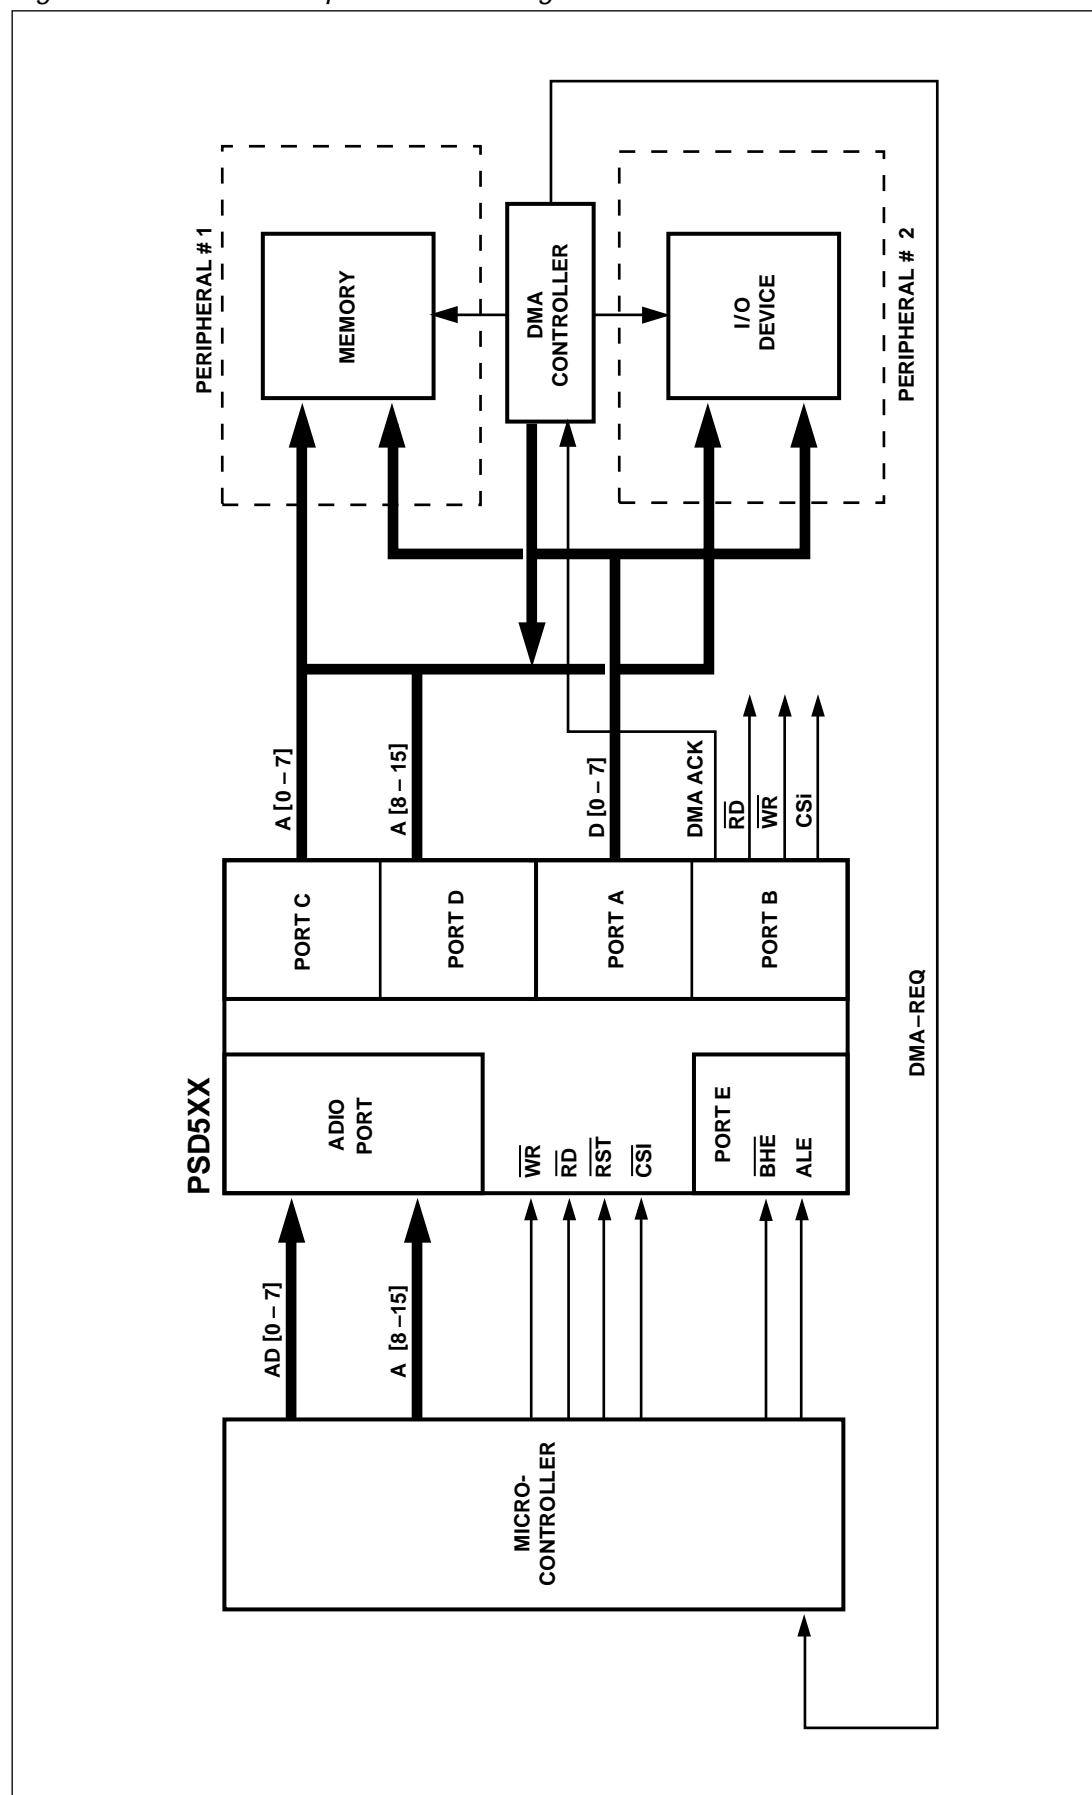 PERIPHERAL # 1
MEMORY
DMA
CONTROLLER
I/O
DEVICE
PERIPHERAL # 2
A [0 – 7]
A [8 – 15]
D [0 – 7]
DMA ACK
RD
WR
CSi
PORT C
PORT D
PORT A
PORT B
DMA–REQ
PSD5XX
ADIO
PORT
WR
RD
RST
CSi
PORT E
BHE
ALE
AD [0 – 7]
A [8 –15]
MICRO-
CONTROLLER